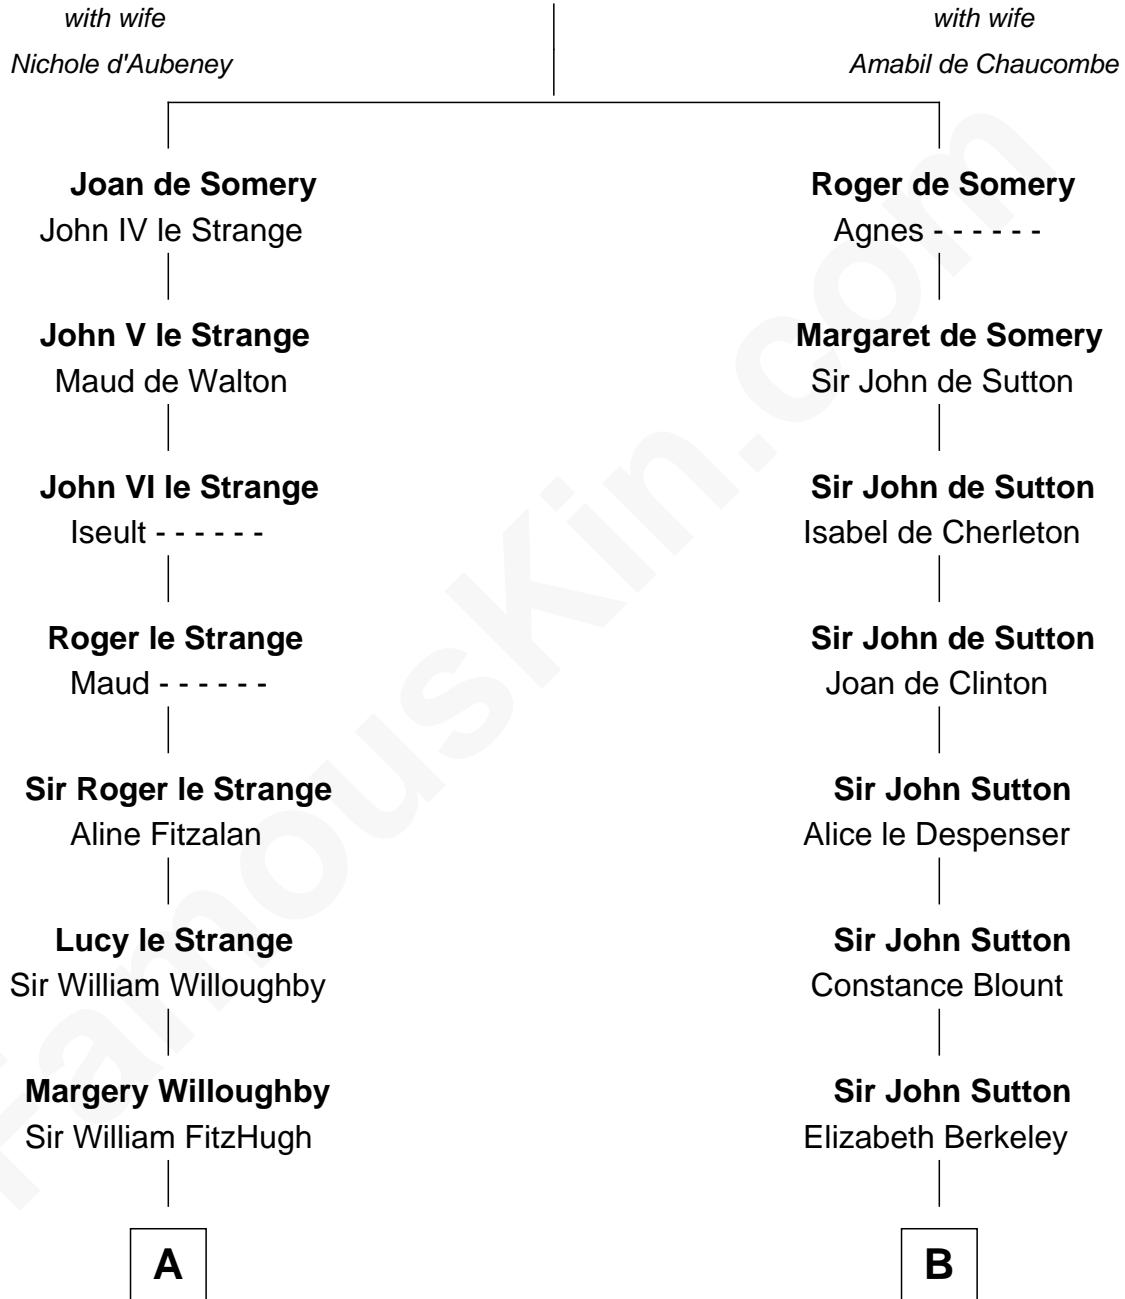 with wife
Nichole d'Aubeney
with wife
Amabil de Chaucombe
Joan de Somery
John IV le Strange
Roger de Somery
Agnes - - - - - -
John V le Strange
Maud de Walton
Margaret de Somery
Sir John de Sutton
John VI le Strange
Iseult - - - - - -
Sir John de Sutton
Isabel de Cherleton
Roger le Strange
Maud - - - - - -
Sir John de Sutton
Joan de Clinton
Sir Roger le Strange
Aline Fitzalan
Sir John Sutton
Alice le Despenser
Lucy le Strange
Sir William Willoughby
Sir John Sutton
Constance Blount
Margery Willoughby
Sir William FitzHugh
Sir John Sutton
Elizabeth Berkeley
A
B
FamousKin.com